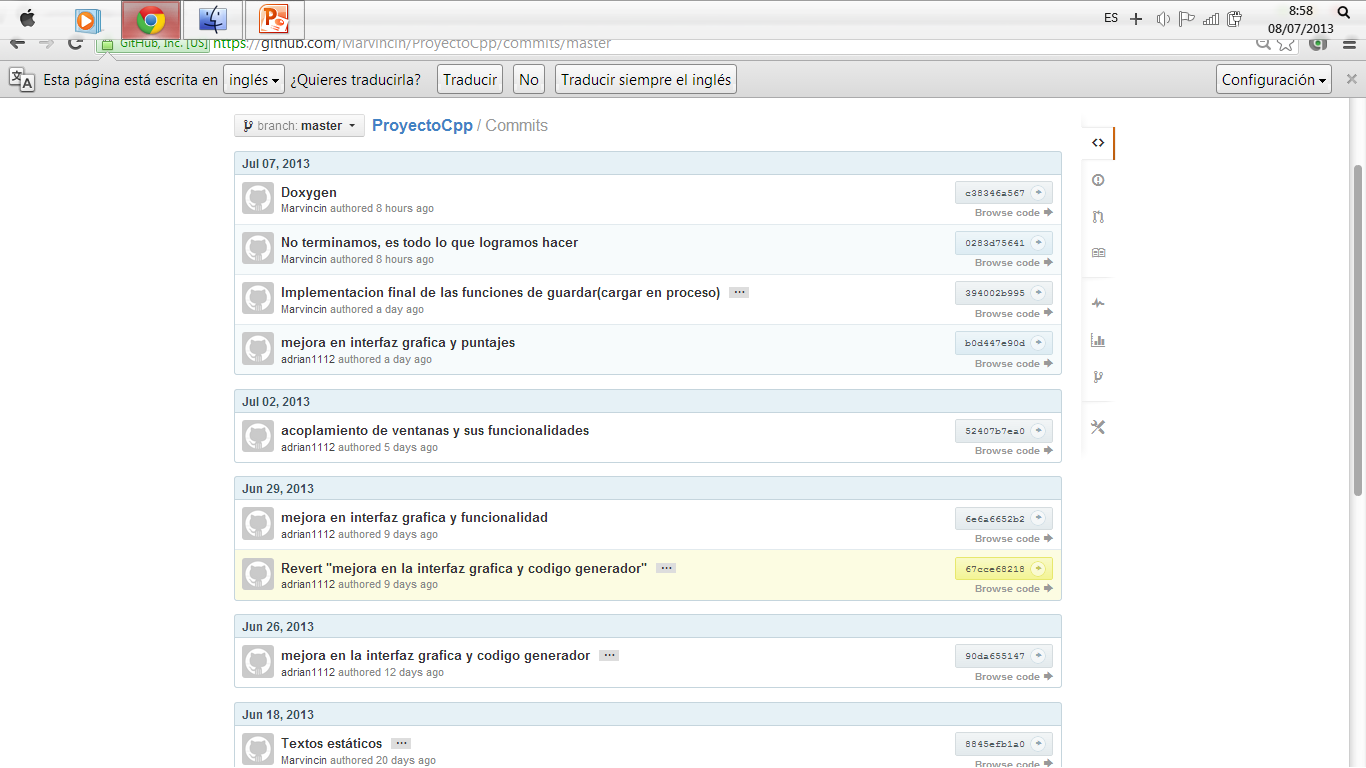 ES
8:58
08/07/2013
GitHub, Inc. [US] https://github.com/Marvincin/ProyectoCpp/commits/master
Esta página está escrita en inglés ¿Quieres traducirla? Traducir No Traducir siempre el inglés Configuración
branch: master ProyectoCpp / Commits
Jul 07, 2013
Doxygen
Marvincin authored 8 hours ago
c38346a567
Browse code
No terminamos, es todo lo que logramos hacer
Marvincin authored 8 hours ago
0283d75641
Browse code
Implementacion final de las funciones de guardar(cargar en proceso) ...
Marvincin authored a day ago
394002b995
Browse code
mejora en interfaz grafica y puntajes
adrian1112 authored a day ago
b0d447e90d
Browse code
Jul 02, 2013
acoplamiento de ventanas y sus funcionalidades
adrian1112 authored 5 days ago
52407b7ea0
Browse code
Jun 29, 2013
mejora en interfaz grafica y funcionalidad
adrian1112 authored 9 days ago
6e6a6652b2
Browse code
Revert "mejora en la interfaz grafica y codigo generador" ...
adrian1112 authored 9 days ago
67cce68218
Browse code
Jun 26, 2013
mejora en la interfaz grafica y codigo generador ...
adrian1112 authored 12 days ago
90da655147
Browse code
Jun 18, 2013
Textos estáticos ...
Marvincin authored 20 days ago
8845efb1a0
Browse code